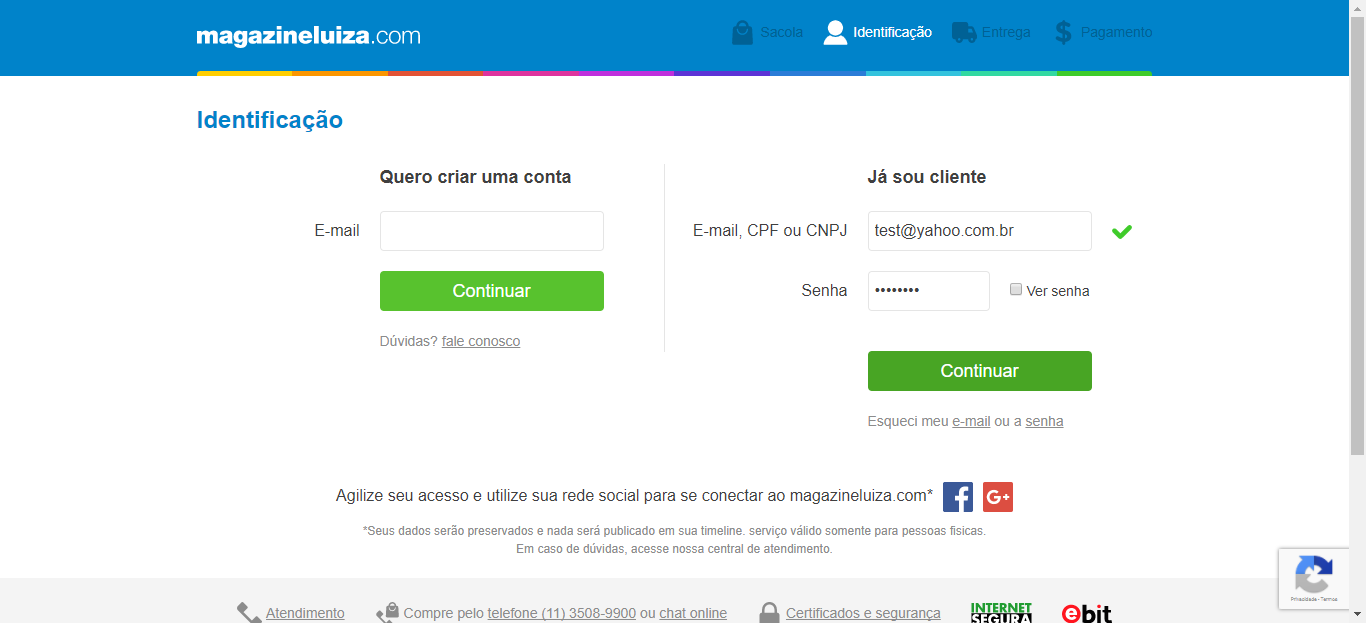 magazineluiza.com
Sacola
Identificação
Entrega
Pagamento
Identificação
Quero criar uma conta
E-mail
Continuar
Dúvidas? fale conosco
Já sou cliente
E-mail, CPF ou CNPJ
test@yahoo.com.br
Senha
••••••••
Ver senha
Continuar
Esqueci meu e-mail ou a senha
Agilize seu acesso e utilize sua rede social para se conectar ao magazineluiza.com*
f
G+
*Seus dados serão preservados e nada será publicado em sua timeline. serviço válido somente para pessoas fisicas.
Em caso de dúvidas, acesse nossa central de atendimento.
Privacidade - Termos
Atendimento
Compre pelo telefone (11) 3508-9900 ou chat online
Certificados e segurança
INTERNET
SEGURA
ebit